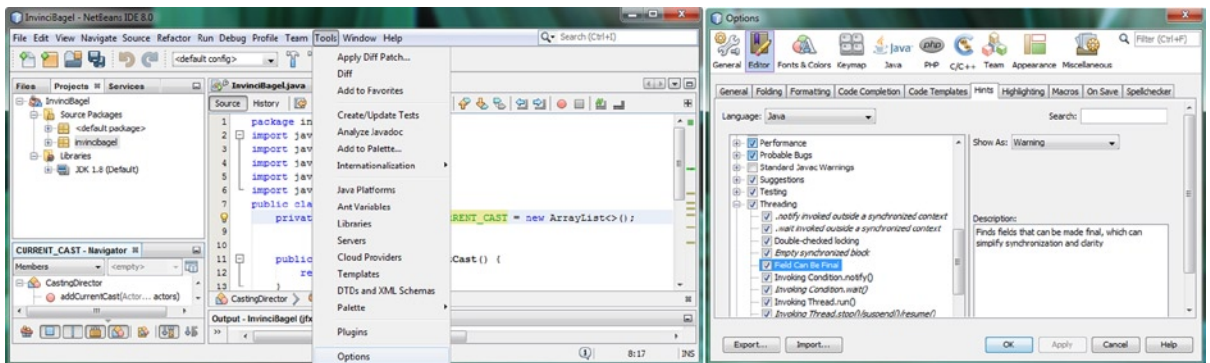 InvinciBagel - NetBeans IDE 8.0
File Edit View Navigate Source Refactor Run Debug Profile Team Tools Window Help
Search (Ctrl+I)
<default config>
Files Projects Services
InvinciBagel
Source Packages
<default package>
invincibagel
Libraries
JDK 1.8 (Default)
CURRENT_CAST - Navigator
Members <empty>
CastingDirector
addCurrentCast(Actor... actors)
InvinciBagel.java
Source History
1 package in
2 import jav
3 import jav
4 import jav
5 import jav
6 import jav
7 public cla
privat RENT_CAST = new ArrayList<>();
9
10
11 public Cast() {
12 re
13 }
CastingDirector
Output - InvinciBagel (jfx
Apply Diff Patch...
Diff
Add to Favorites
Create/Update Tests
Analyze Javadoc
Add to Palette...
Internationalization
Java Platforms
Ant Variables
Libraries
Servers
Cloud Providers
Templates
DTDs and XML Schemas
Palette
Plugins
Options
8:17 INS
Options
Filter (Ctrl+F)
General Editor Fonts & Colors Keymap Java PHP C/C++ Team Appearance Miscellaneous
General Folding Formatting Code Completion Code Templates Hints Highlighting Macros On Save Spellchecker
Language: Java Search:
Performance
Probable Bugs
Standard Javac Warnings
Suggestions
Testing
Threading
.notify invoked outside a synchronized context
.wait invoked outside a synchronized context
Double-checked locking
Empty synchronized block
Field Can Be Final
Invoking Condition.notify()
Invoking Condition.wait()
Invoking Thread.run()
Invoking Thread.stop()/suspend()/resume()
Show As: Warning
Description:
Finds fields that can be made final, which can
simplify synchronization and clarity
Export... Import... OK Apply Cancel Help